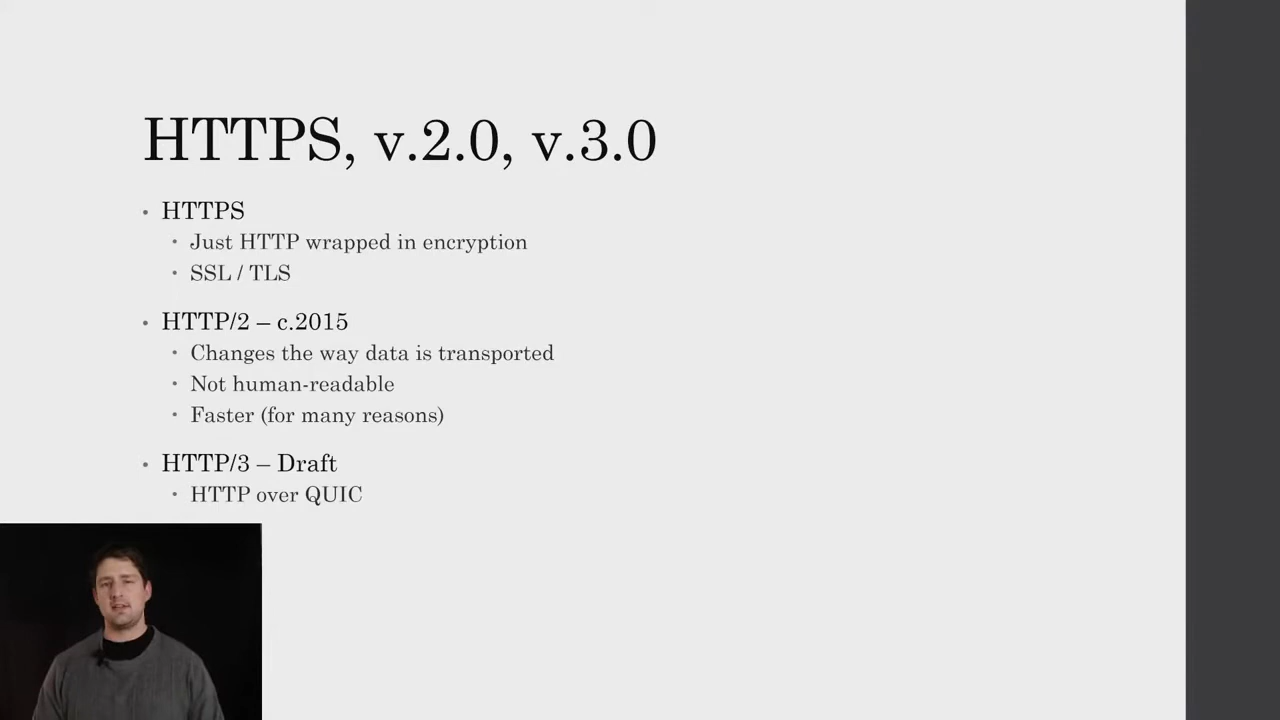 HTTPS, v.2.0, v.3.0
• HTTPS
• Just HTTP wrapped in encryption
• SSL / TLS
• HTTP/2 – c.2015
• Changes the way data is transported
• Not human-readable
• Faster (for many reasons)
• HTTP/3 – Draft
• HTTP over QUIC